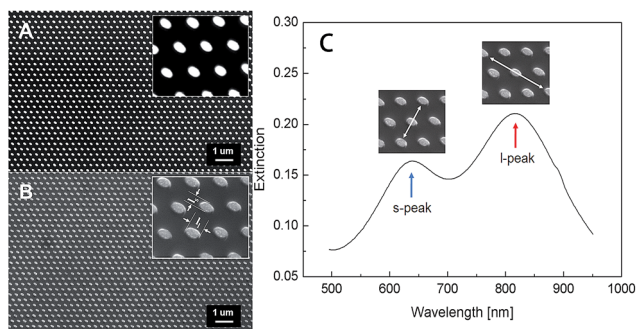 A
1 um
B
1 um
C
0.30
0.25
0.20
0.15
0.10
0.05
Extinction
s-peak
l-peak
500 600 700 800 900 1000
Wavelength [nm]